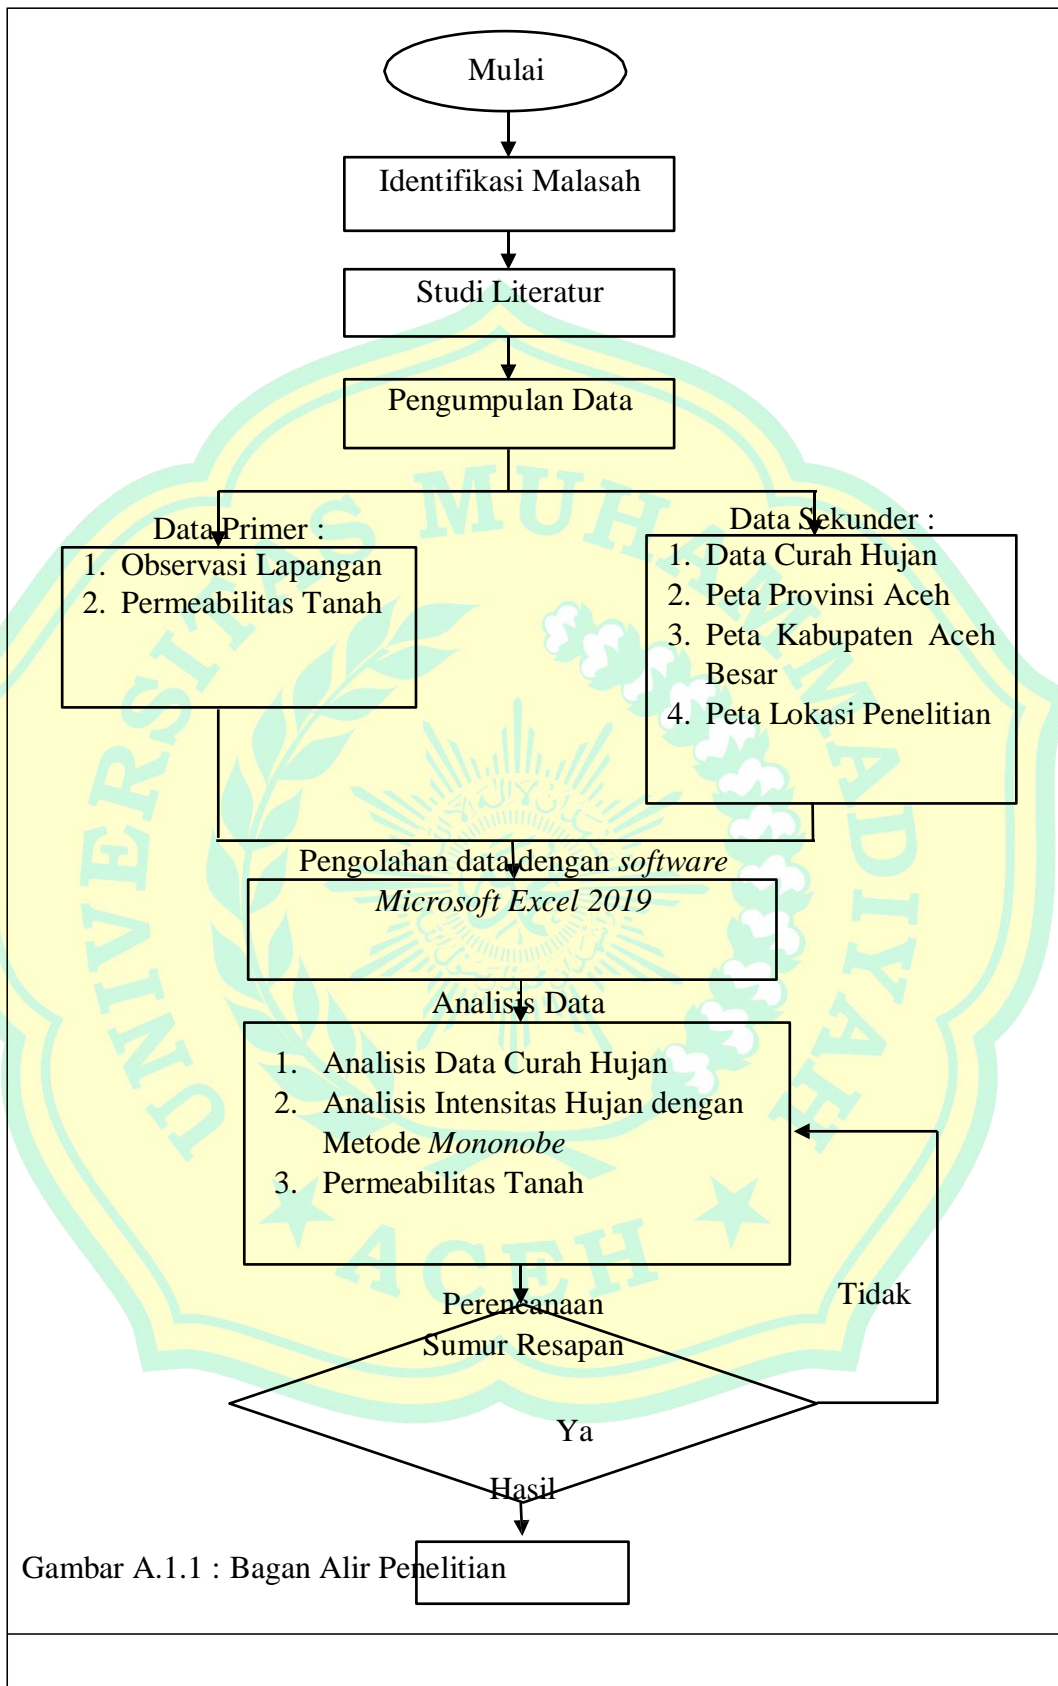 Mulai
Identifikasi Malasah
Studi Literatur
Pengumpulan Data
Data Primer :
1. Observasi Lapangan
2. Permeabilitas Tanah
Data Sekunder :
1. Data Curah Hujan
2. Peta Provinsi Aceh
3. Peta Kabupaten Aceh
Besar
4. Peta Lokasi Penelitian
Pengolahan data dengan software
Microsoft Excel 2019
Analisis Data
1. Analisis Data Curah Hujan
2. Analisis Intensitas Hujan dengan
Metode Mononobe
3. Permeabilitas Tanah
Tidak
Perencanaan
Sumur Resapan
Ya
Hasil
Gambar A.1.1 : Bagan Alir Penelitian
UNIVERSITAS MUHAMMADIYAH
ACEH